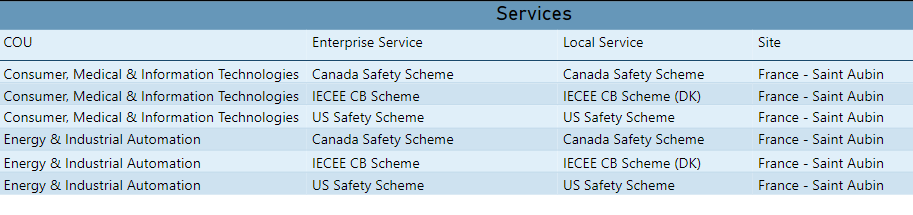 Services
COU Enterprise Service Local Service Site
Consumer, Medical & Information Technologies Canada Safety Scheme Canada Safety Scheme France - Saint Aubin
Consumer, Medical & Information Technologies IECEE CB Scheme IECEE CB Scheme (DK) France - Saint Aubin
Consumer, Medical & Information Technologies US Safety Scheme US Safety Scheme France - Saint Aubin
Energy & Industrial Automation Canada Safety Scheme Canada Safety Scheme France - Saint Aubin
Energy & Industrial Automation IECEE CB Scheme IECEE CB Scheme (DK) France - Saint Aubin
Energy & Industrial Automation US Safety Scheme US Safety Scheme France - Saint Aubin